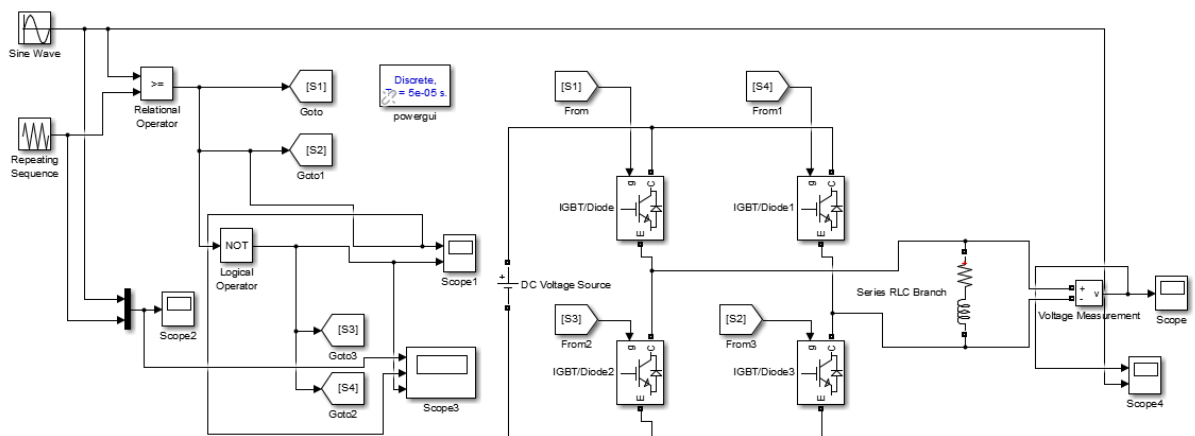 Sine Wave
>=
Relational
Operator
[S1]
Goto
Discrete,
= 5e-05 s.
powergui
[S1]
From
[S4]
From1
Repeating
Sequence
[S2]
Goto1
g
C
IGBT/Diode
E
g
C
IGBT/Diode1
E
NOT
Logical
Operator
Scope1
+
DC Voltage Source
Series RLC Branch
+
-
v
Voltage Measurement
Scope
Scope2
[S3]
Goto3
[S3]
From2
[S2]
From3
g
C
IGBT/Diode2
E
g
C
IGBT/Diode3
E
Scope4
[S4]
Goto2
Scope3